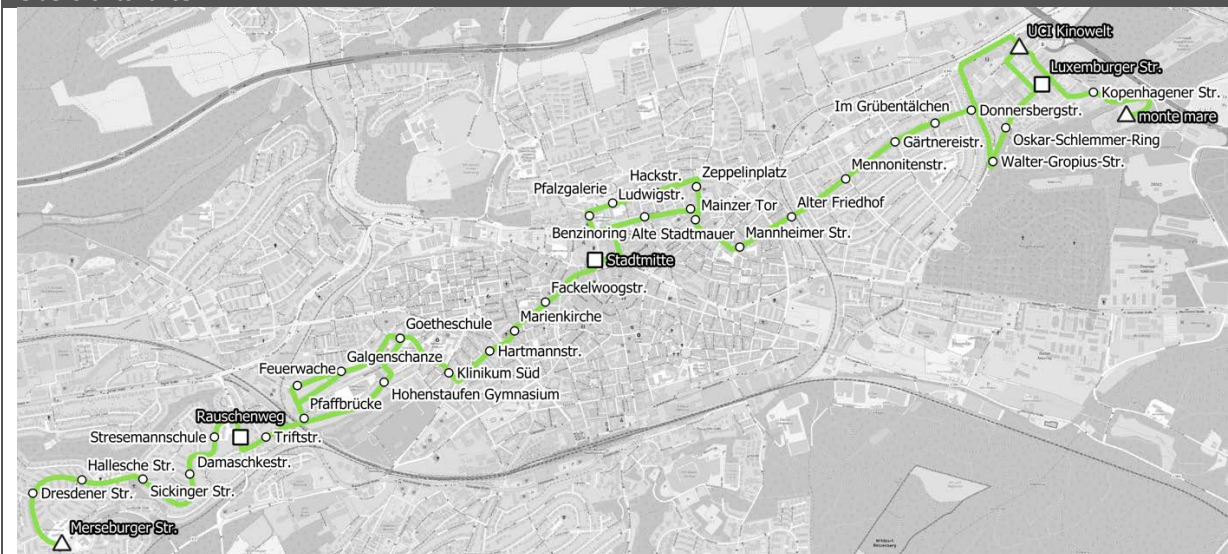 UCI Kinowelt
Luxemburger Str.
Kopenhagener Str.
monte mare
Im Grübentälchen
Donnersbergstr.
Gärtnereistr.
Oskar-Schlemmer-Ring
Walter-Gropius-Str.
Mennonitenstr.
Hackstr.
Zeppelinplatz
Pfalzgalerie
Ludwigstr.
Mainzer Tor
Alter Friedhof
Benzinoring
Alte Stadtmauer
Mannheimer Str.
Stadtmitte
Fackelwoogstr.
Marienkirche
Goetheschule
Hartmannstr.
Galgenschanze
Feuerwache
Klinikum Süd
Hohenstaufen Gymnasium
Pfaffbrücke
Rauschenweg
Stresemannschule
Triftstr.
Damaschkestr.
Hallesche Str.
Sickinger Str.
Dresdener Str.
Merseburger Str.